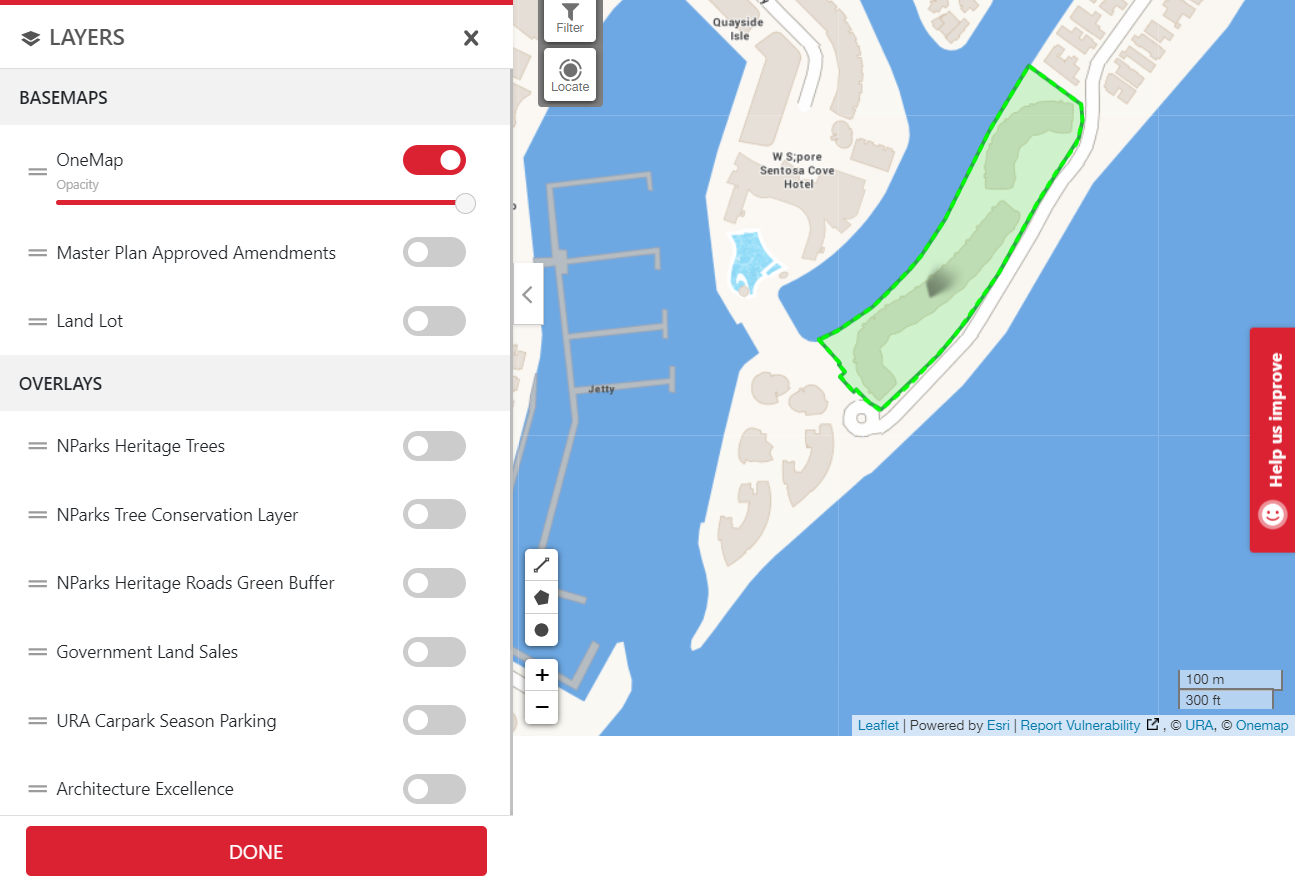 LAYERS
BASEMAPS
OneMap
Opacity
Master Plan Approved Amendments
Land Lot
OVERLAYS
NParks Heritage Trees
NParks Tree Conservation Layer
NParks Heritage Roads Green Buffer
Government Land Sales
URA Carpark Season Parking
Architecture Excellence
DONE
Filter
Locate
Quayside
Isle
W S;pore
Sentosa Cove
Hotel
Jetty
Help us improve
100 m
300 ft
Leaflet | Powered by Esri | Report Vulnerability , © URA, © Onemap